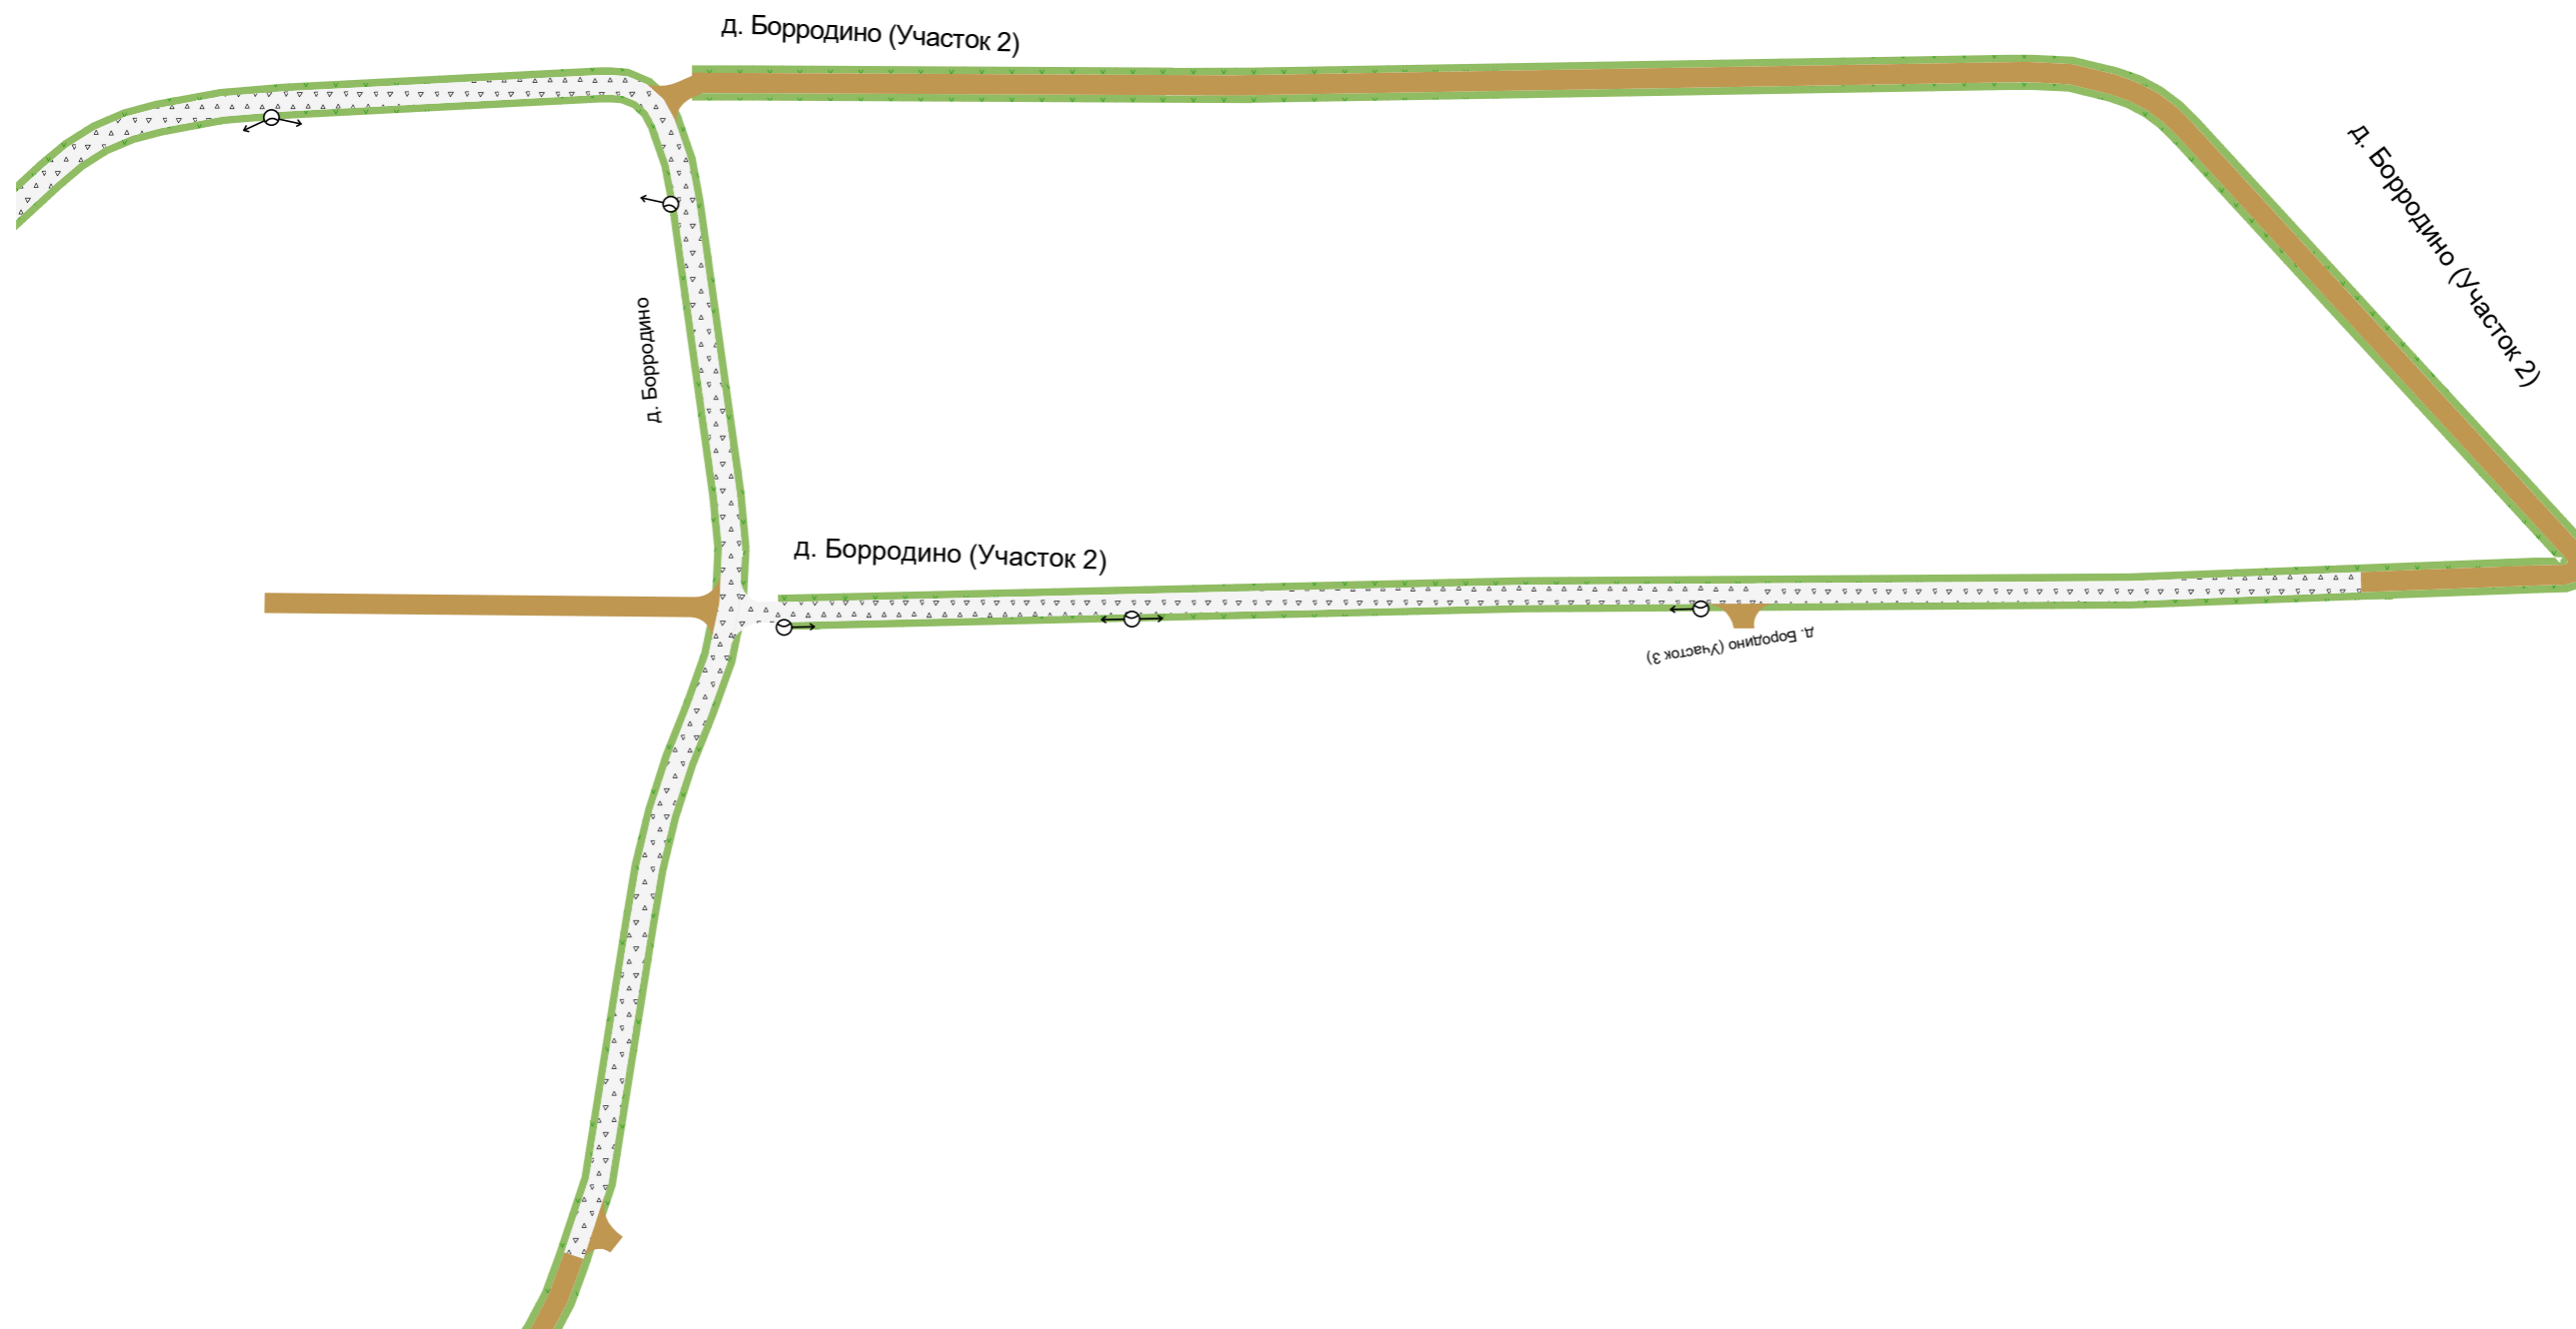 д. Борродино (Участок 2)
д. Борродино (Участок 2)
д. Борродино
д. Борродино (Участок 2)
д. Бородино (Участок 3)